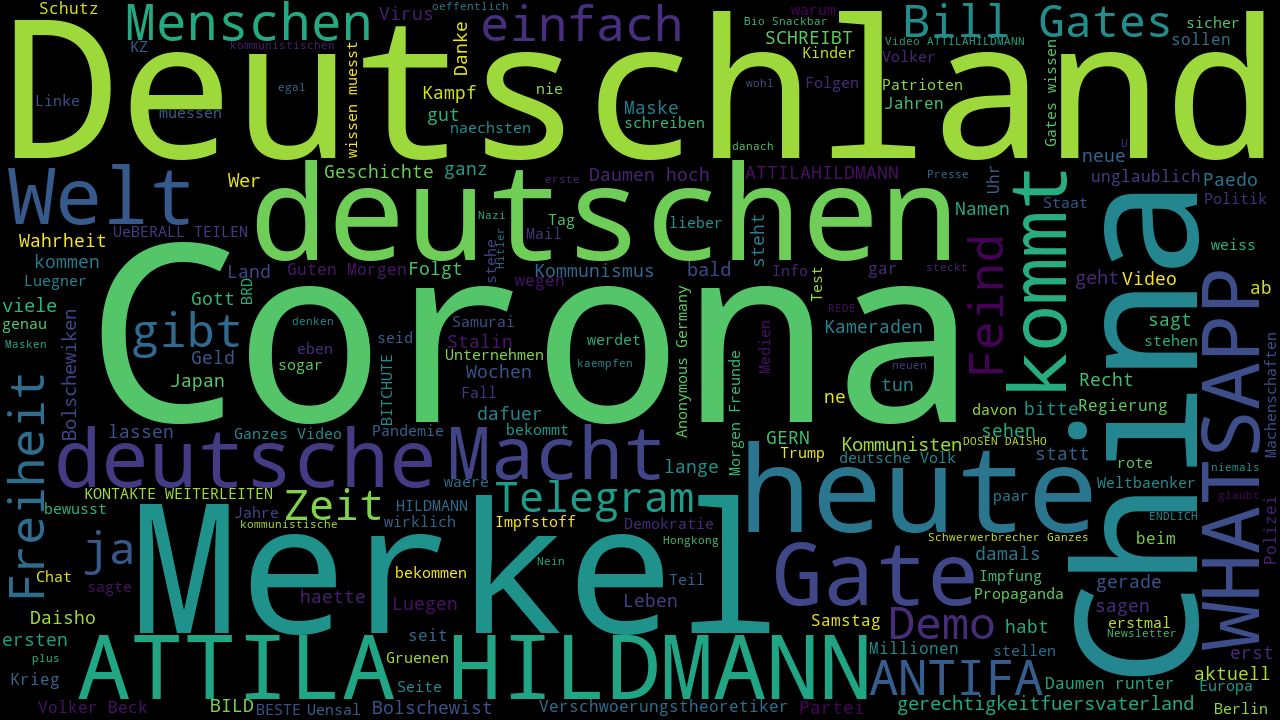 Schutz
Menschen
Virus
oeffentlich
einfach
warum
Bio Snackbar
SCHREIBT
Bill Gates
sicher
sollen
KZ
kommunistischen
Danke
Kinder
Video ATTILAHILDMANN
Volker
Deutschland
Linke
muessen
egal
wissen muesst
Kampf
gut
naechsten
nie
Maske
schreiben
wohl
Folgen
Patrioten
Jahren
Gates wissen
danach
U
neue
Welt
Wer
Geschichte
ganz
erste
Daumen hoch
ATTILAHILDMANN
Presse
Uhr
unglaublich
Paedo
Politik
Staat
deutschen
Nazi
Hitler
Tag
Mail
lieber
steht
Namen
kommt
Wahrheit
UeBERALL TEILEN
kommen
Luegner
Land
Guten Morgen
Folgt
stehe
Kommunismus
wegen
bald
Info
gar
steckt
Feind
geht
Video
weiss
ab
viele
genau
Masken
BRD
Gott
gibt
Geld
Japan
denken
eben
sogar
seid
Samurai
Stalin
Unternehmen
Wochen
Fall
werdet
kaempfen
Anonymous Germany
Medien
Test
REDE
Kameraden
neuen
tun
ne
sagt
stehen
Corona
China
WHATSAPP
Machenschaften
Bolschewiken
BITCHUTE
Morgen Freunde
Recht
Regierung
davon
bitte
Freiheit
lassen
Ganzes Video
Pandemie
dafuer
bekommt
GERN
Trump
Kommunisten
DOSEN DAISHO
sehen
statt
deutsche Volk
deutsche
Macht
waere
lange
heute
rote
Weltbaenker
niemals
glaubt
KONTAKTE WEITERLEITEN
bewusst
Zeit
Jahre
kommunistische
HILDMANN
wirklich
Telegram
Impfstoff
Demokratie
Hongkong
paar
ENDLICH
Schwerwerbrecher Ganzes
beim
Polizei
ja
Chat
sagte
Merkel
bekommen
Nein
Teil
Gate
damals
Impfung
Propaganda
gerade
Daisho
haette
Luegen
Leben
Samstag
Demo
habt
sagen
erstmal
Newsletter
ersten
plus
Krieg
seit
Gruenen
Seite
ATTILA HILDMANN
Millionen
ANTIFA
stellen
Daumen runter
erst
aktuell
Europa
Volker Beck
BILD
BESTE
Uensal
Bolschewist
Verschwoerungstheoretiker
Partei
gerechtigkeitfuersvaterland
Berlin